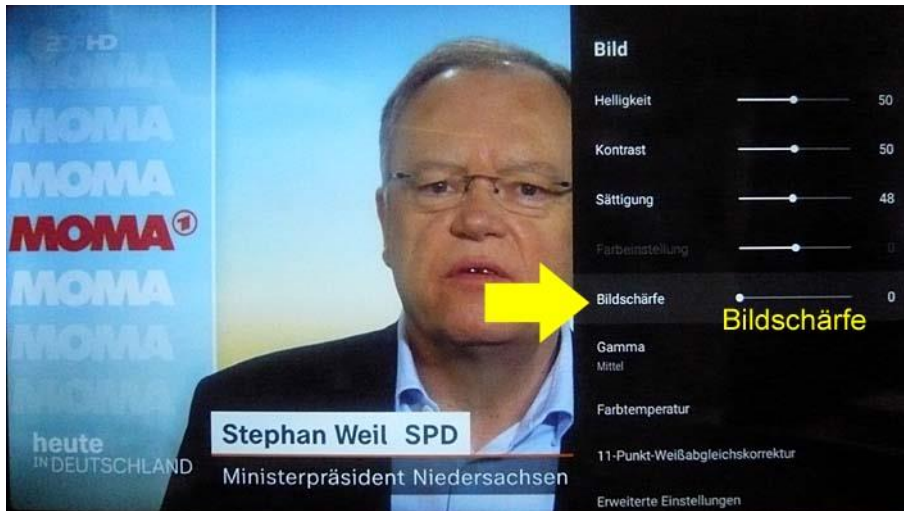 ZDF HD
MOMA
MOMA
MOMA
MOMA①
MOMA
MOMA
heute
IN DEUTSCHLAND
Stephan Weil SPD
Ministerpräsident Niedersachsen
Bild
Helligkeit 50
Kontrast 50
Sättigung 48
Farbeinstellung 0
Bildschärfe 0
Bildschärfe
Gamma
Mittel
Farbtemperatur
11-Punkt-Weißabgleichskorrektur
Erweiterte Einstellungen